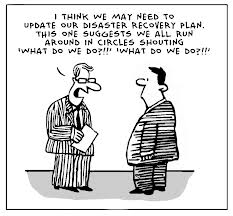 I THINK WE MAY NEED TO
UPDATE OUR DISASTER RECOVERY PLAN.
THIS ONE SUGGESTS WE ALL RUN
AROUND IN CIRCLES SHOUTING
'WHAT DO WE DO?!!' 'WHAT DO WE DO?!!'